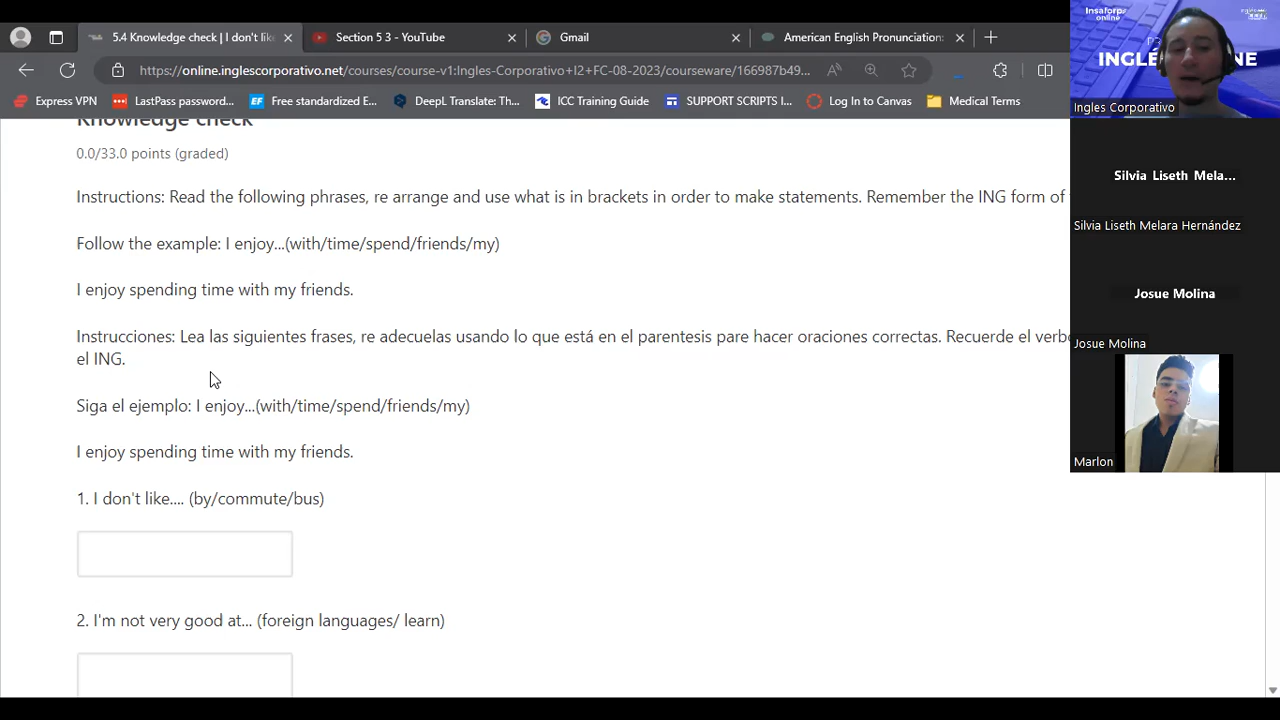 5.4 Knowledge check | I don't like
Section 5 3 - YouTube
Gmail
American English Pronunciation:
https://online.inglescorporativo.net/courses/course-v1:Ingles-Corporativo+I2+FC-08-2023/courseware/166987b49...
Express VPN
LastPass password...
EF Free standardized E...
DeepL Translate: Th...
ICC Training Guide
SUPPORT SCRIPTS I...
Log In to Canvas
Medical Terms
Knowledge check
0.0/33.0 points (graded)
Instructions: Read the following phrases, re arrange and use what is in brackets in order to make statements. Remember the ING form of
Follow the example: I enjoy...(with/time/spend/friends/my)
I enjoy spending time with my friends.
Instrucciones: Lea las siguientes frases, re adecuelas usando lo que está en el parentesis pare hacer oraciones correctas. Recuerde el verbo
el ING.
Siga el ejemplo: I enjoy...(with/time/spend/friends/my)
I enjoy spending time with my friends.
1. I don't like.... (by/commute/bus)
2. I'm not very good at... (foreign languages/ learn)
Insaforp
online
INGLÉ
NE
Ingles Corporativo
Silvia Liseth Mela...
Silvia Liseth Melara Hernández
Josue Molina
Josue Molina
Marlon